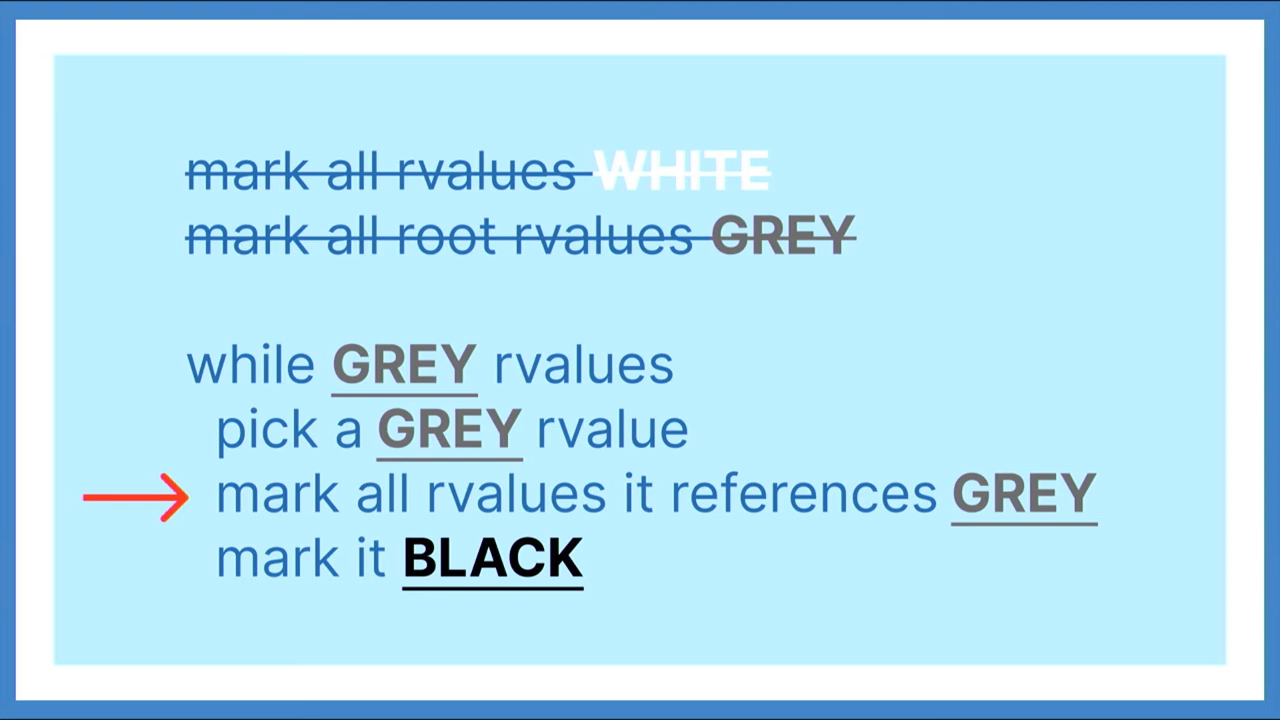 mark all rvalues WHITE
mark all root rvalues GREY
while GREY rvalues
pick a GREY rvalue
mark all rvalues it references GREY
mark it BLACK